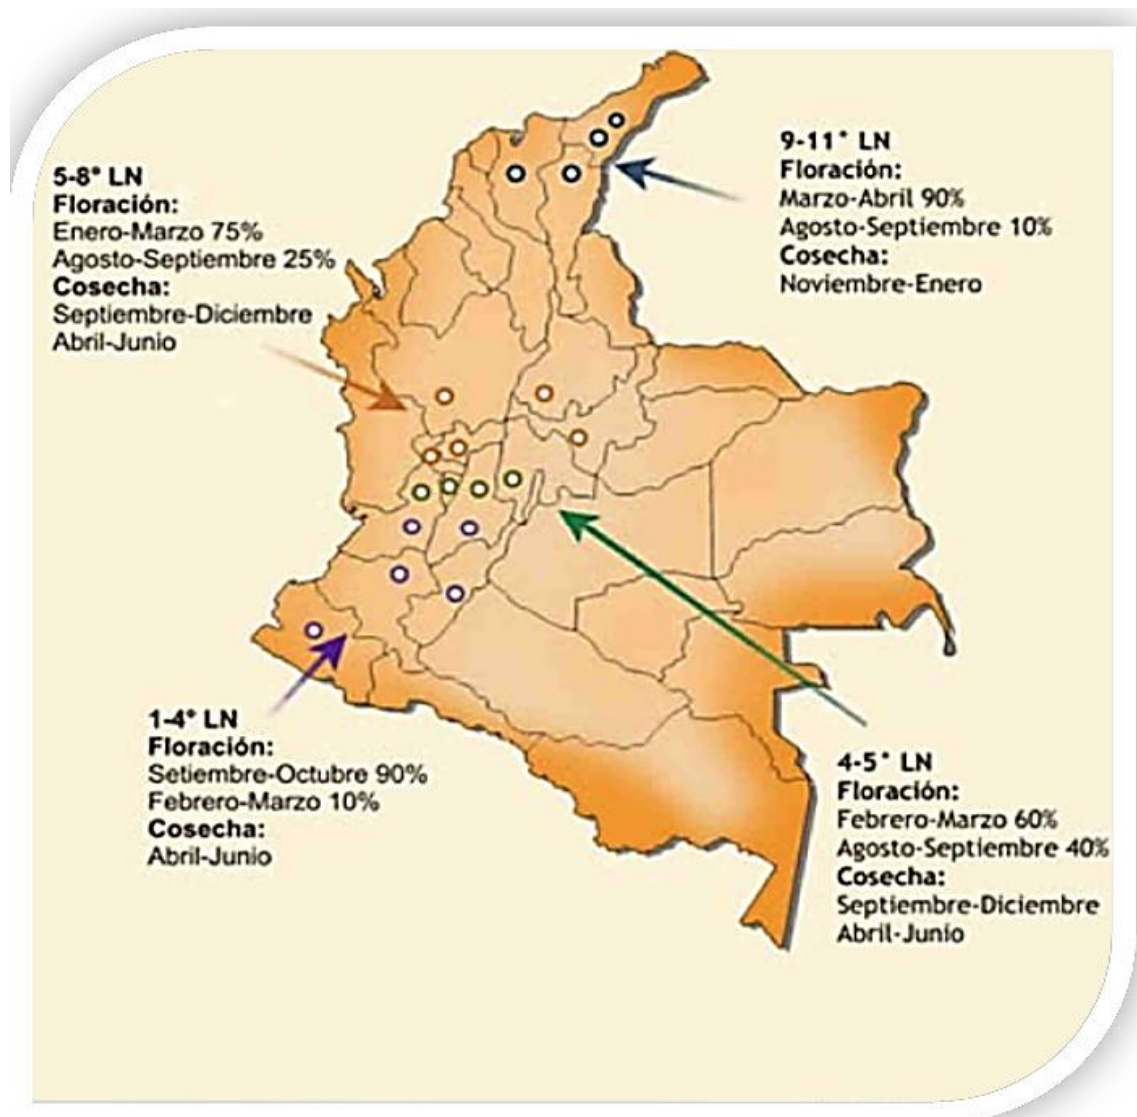 5-8° LN
Floración:
Enero-Marzo 75%
Agosto-Septiembre 25%
Cosecha:
Septiembre-Diciembre
Abril-Junio
9-11° LN
Floración:
Marzo-Abril 90%
Agosto-Septiembre 10%
Cosecha:
Noviembre-Enero
1-4° LN
Floración:
Setiembre-Octubre 90%
Febrero-Marzo 10%
Cosecha:
Abril-Junio
4-5° LN
Floración:
Febrero-Marzo 60%
Agosto-Septiembre 40%
Cosecha:
Septiembre-Diciembre
Abril-Junio